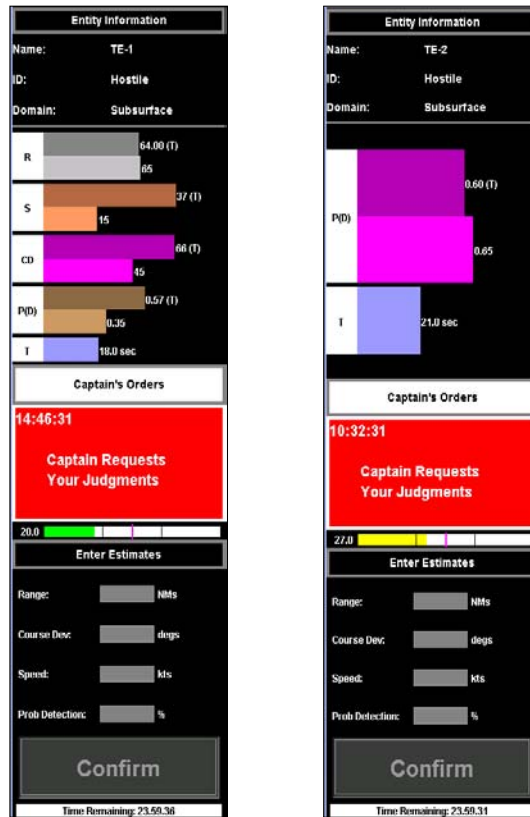 Entity Information
Name: TE-1
ID: Hostile
Domain: Subsurface
R 64.00 (T)
65
S 37 (T)
15
CD 66 (T)
45
P(D) 0.57 (T)
0.35
T 18.0 sec
Captain's Orders
14:46:31
Captain Requests
Your Judgments
20.0
Enter Estimates
Range: NMs
Course Dev: degs
Speed: kts
Prob Detection: %
Confirm
Time Remaining: 23.59.36
Entity Information
Name: TE-2
ID: Hostile
Domain: Subsurface
P(D) 0.60 (T)
0.65
T 21.0 sec
Captain's Orders
10:32:31
Captain Requests
Your Judgments
27.0
Enter Estimates
Range: NMs
Course Dev: degs
Speed: kts
Prob Detection: %
Confirm
Time Remaining: 23.59.31